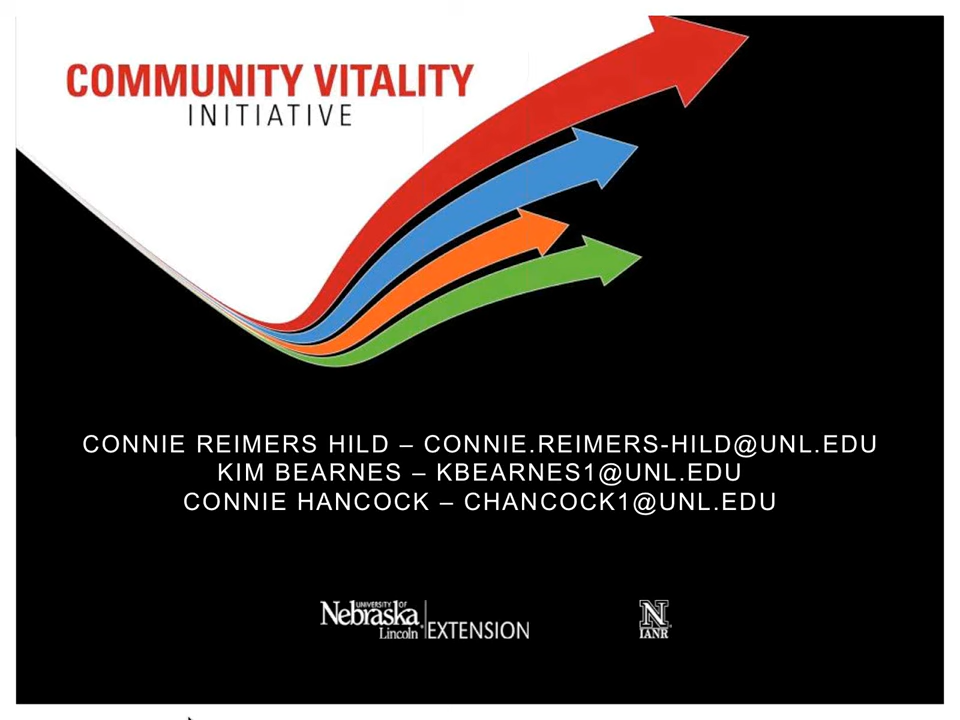 COMMUNITY VITALITY
INITIATIVE
CONNIE REIMERS HILD – CONNIE.REIMERS-HILD@UNL.EDU
KIM BEARNES – KBEARNES1@UNL.EDU
CONNIE HANCOCK – CHANCOCK1@UNL.EDU
UNIVERSITY OF
Nebraska
Lincoln
EXTENSION
N
IANR